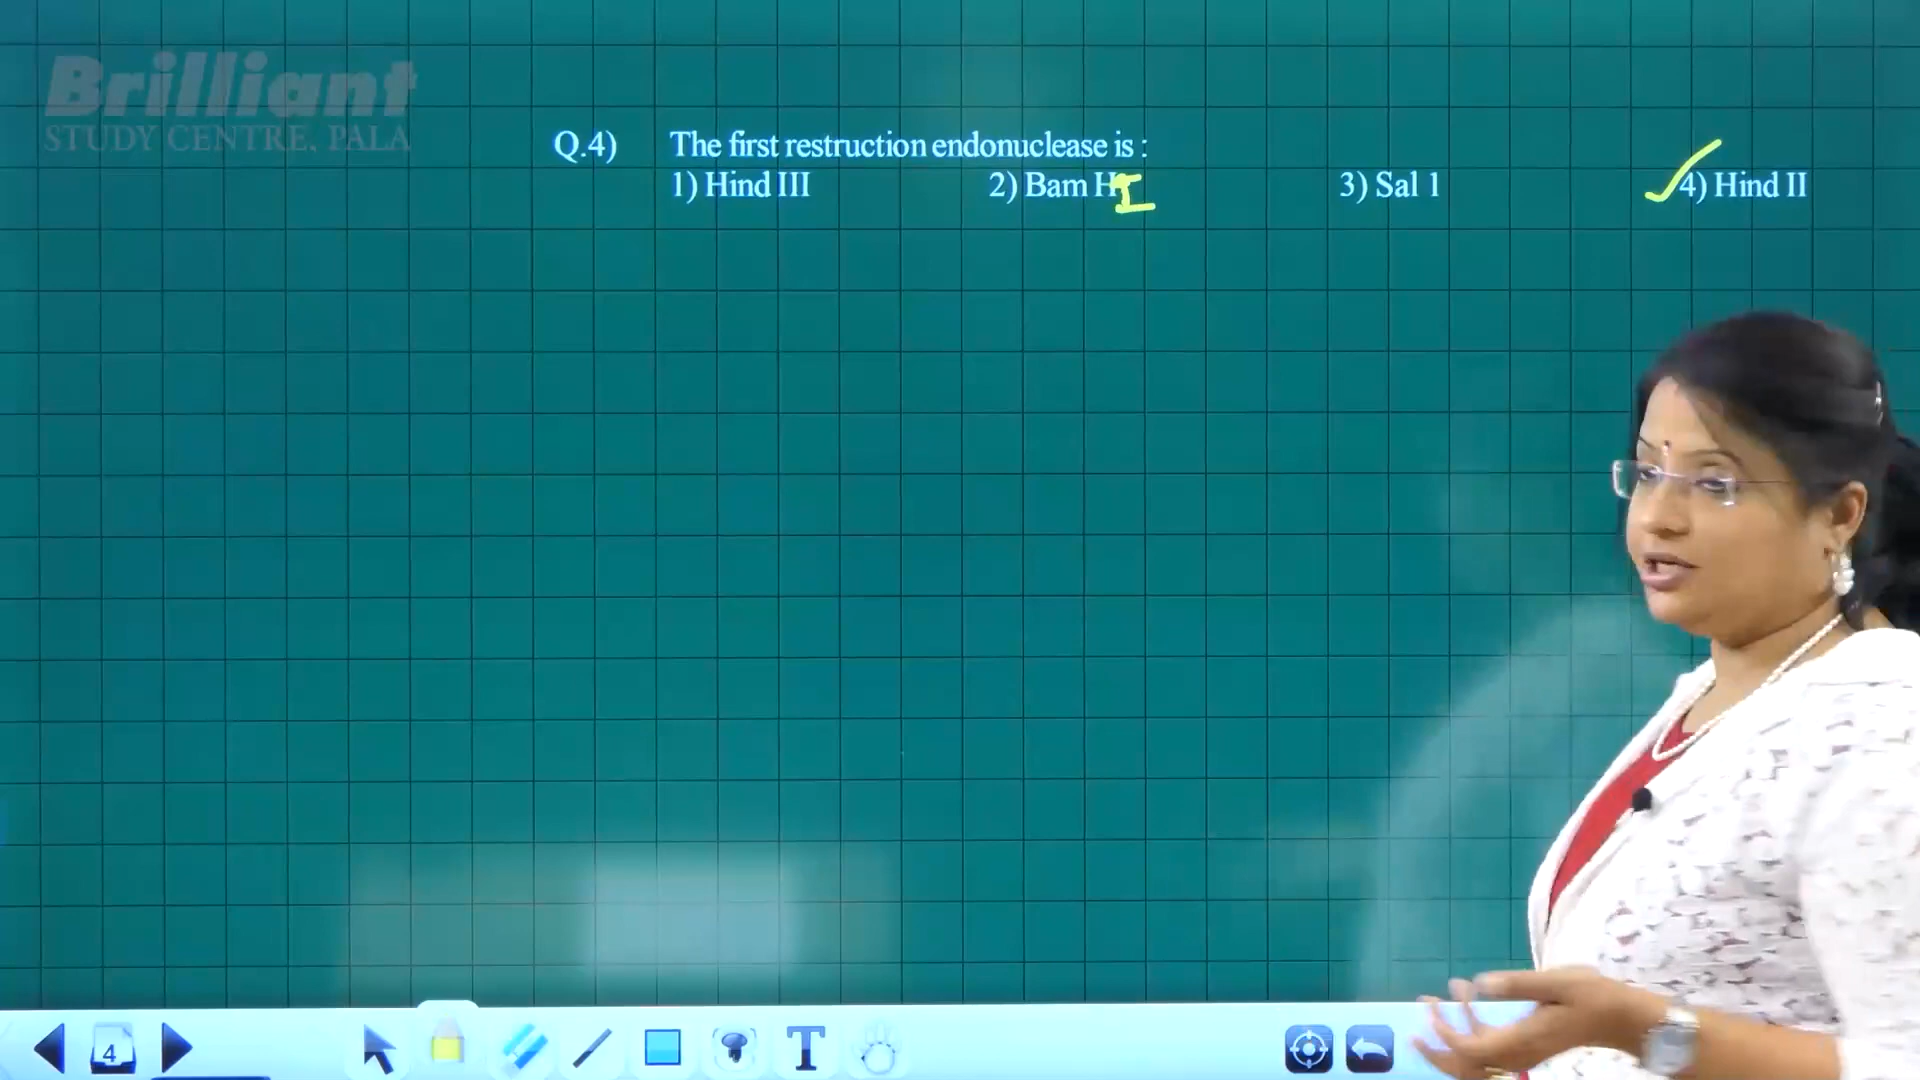 Brilliant
STUDY CENTRE, PALA
Q.4) The first restruction endonuclease is :
1) Hind III 2) Bam H I 3) Sal 1 4) Hind II
4
T